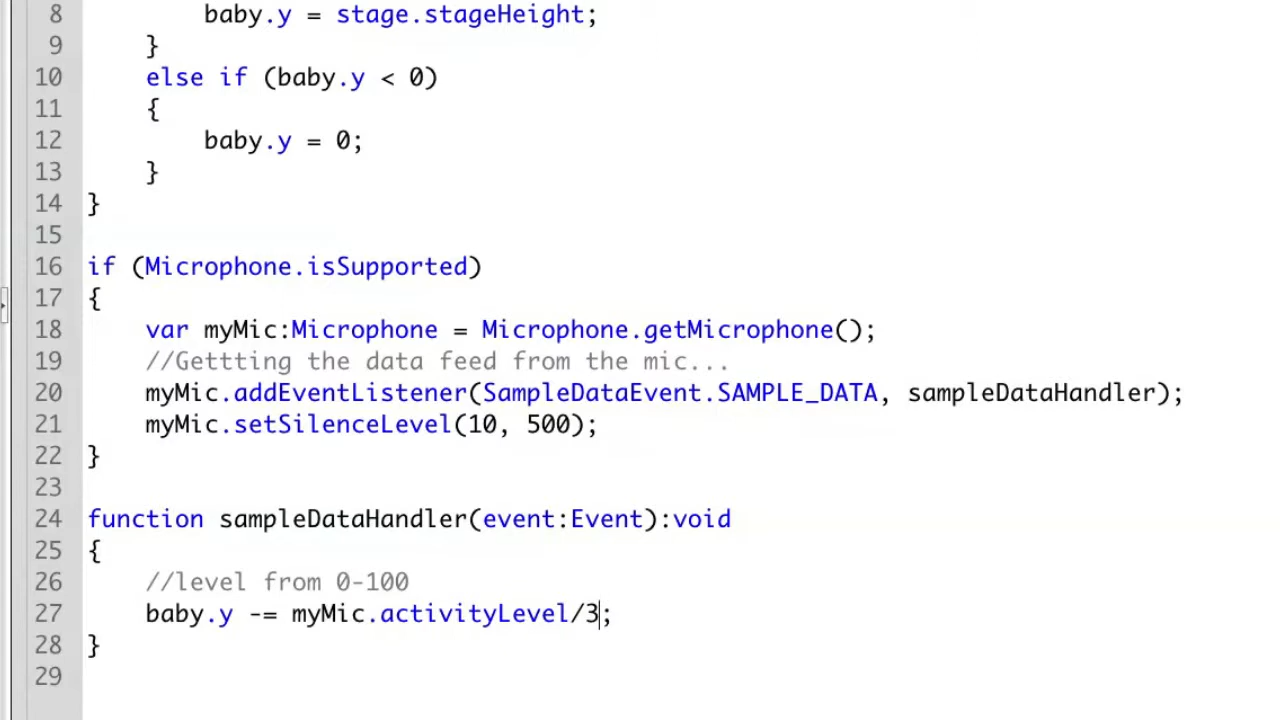 8 baby.y = stage.stageHeight;
9 }
10 else if (baby.y < 0)
11 {
12 baby.y = 0;
13 }
14 }
15
16 if (Microphone.isSupported)
17 {
18 var myMic:Microphone = Microphone.getMicrophone();
19 //Gettting the data feed from the mic...
20 myMic.addEventListener(SampleDataEvent.SAMPLE_DATA, sampleDataHandler);
21 myMic.setSilenceLevel(10, 500);
22 }
23
24 function sampleDataHandler(event:Event):void
25 {
26 //level from 0-100
27 baby.y -= myMic.activityLevel/3;
28 }
29